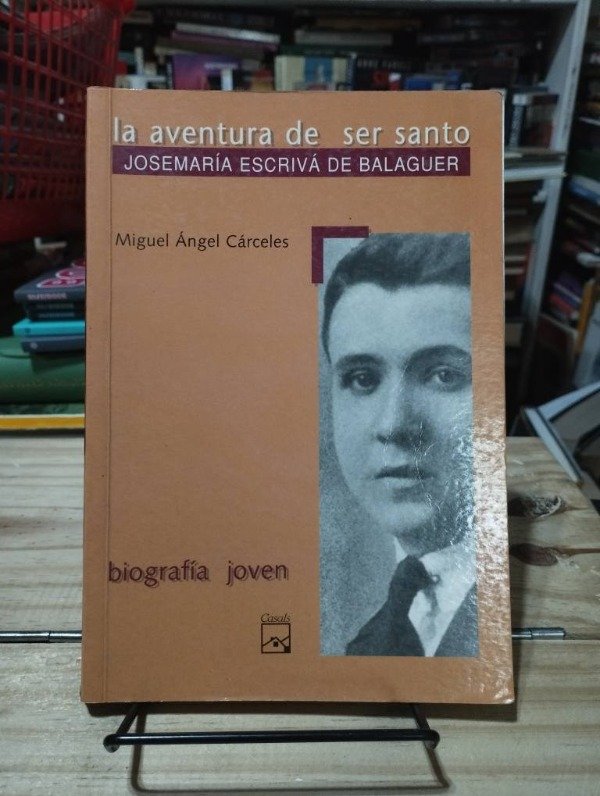 la aventura de ser santo
JOSEMARÍA ESCRIVÁ DE BALAGUER
Miguel Ángel Cárceles
biografía joven
Casals